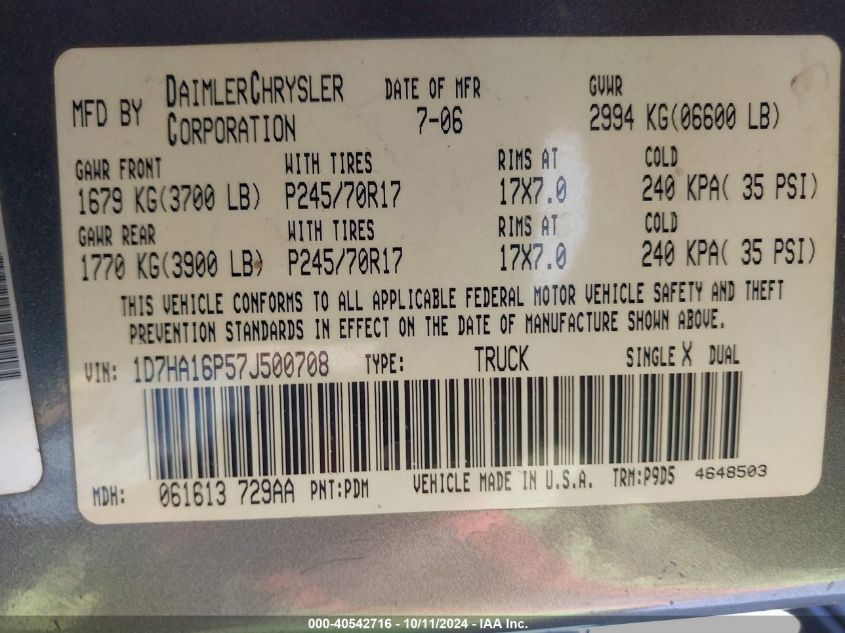 MFD BY DAIMLERCHRYSLER CORPORATION
DATE OF MFR 7-06
GVWR 2994 KG(06600 LB)
GAWR FRONT WITH TIRES RIMS AT COLD
1679 KG(3700 LB) P245/70R17 17X7.0 240 KPA( 35 PSI)
GAWR REAR WITH TIRES RIMS AT COLD
1770 KG(3900 LB) P245/70R17 17X7.0 240 KPA( 35 PSI)
THIS VEHICLE CONFORMS TO ALL APPLICABLE FEDERAL MOTOR VEHICLE SAFETY AND THEFT
PREVENTION STANDARDS IN EFFECT ON THE DATE OF MANUFACTURE SHOWN ABOVE.
VIN: 1D7HA16P57J500708 TYPE: TRUCK SINGLE X DUAL
MDH: 061613 729AA PNT:PDM VEHICLE MADE IN U.S.A. TRM:P9D5 4648503
000-40542716 - 10/11/2024 - IAA Inc.